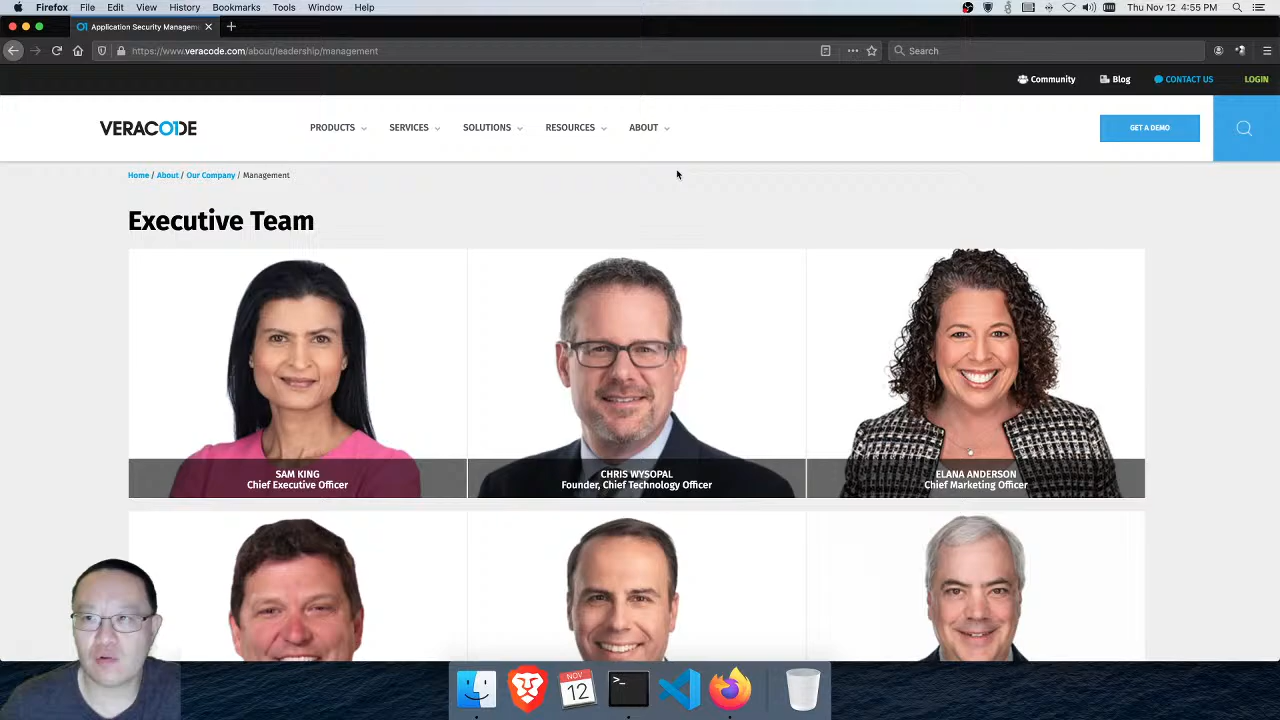 Firefox File Edit View History Bookmarks Tools Window Help Thu Nov 12 4:55 PM
Application Security Managem
https://www.veracode.com/about/leadership/management
Search
Community Blog CONTACT US LOGIN
VERACODE PRODUCTS SERVICES SOLUTIONS RESOURCES ABOUT GET A DEMO
Home / About / Our Company / Management
Executive Team
SAM KING
Chief Executive Officer
CHRIS WYSOPAL
Founder, Chief Technology Officer
ELANA ANDERSON
Chief Marketing Officer
NOV
12
>_